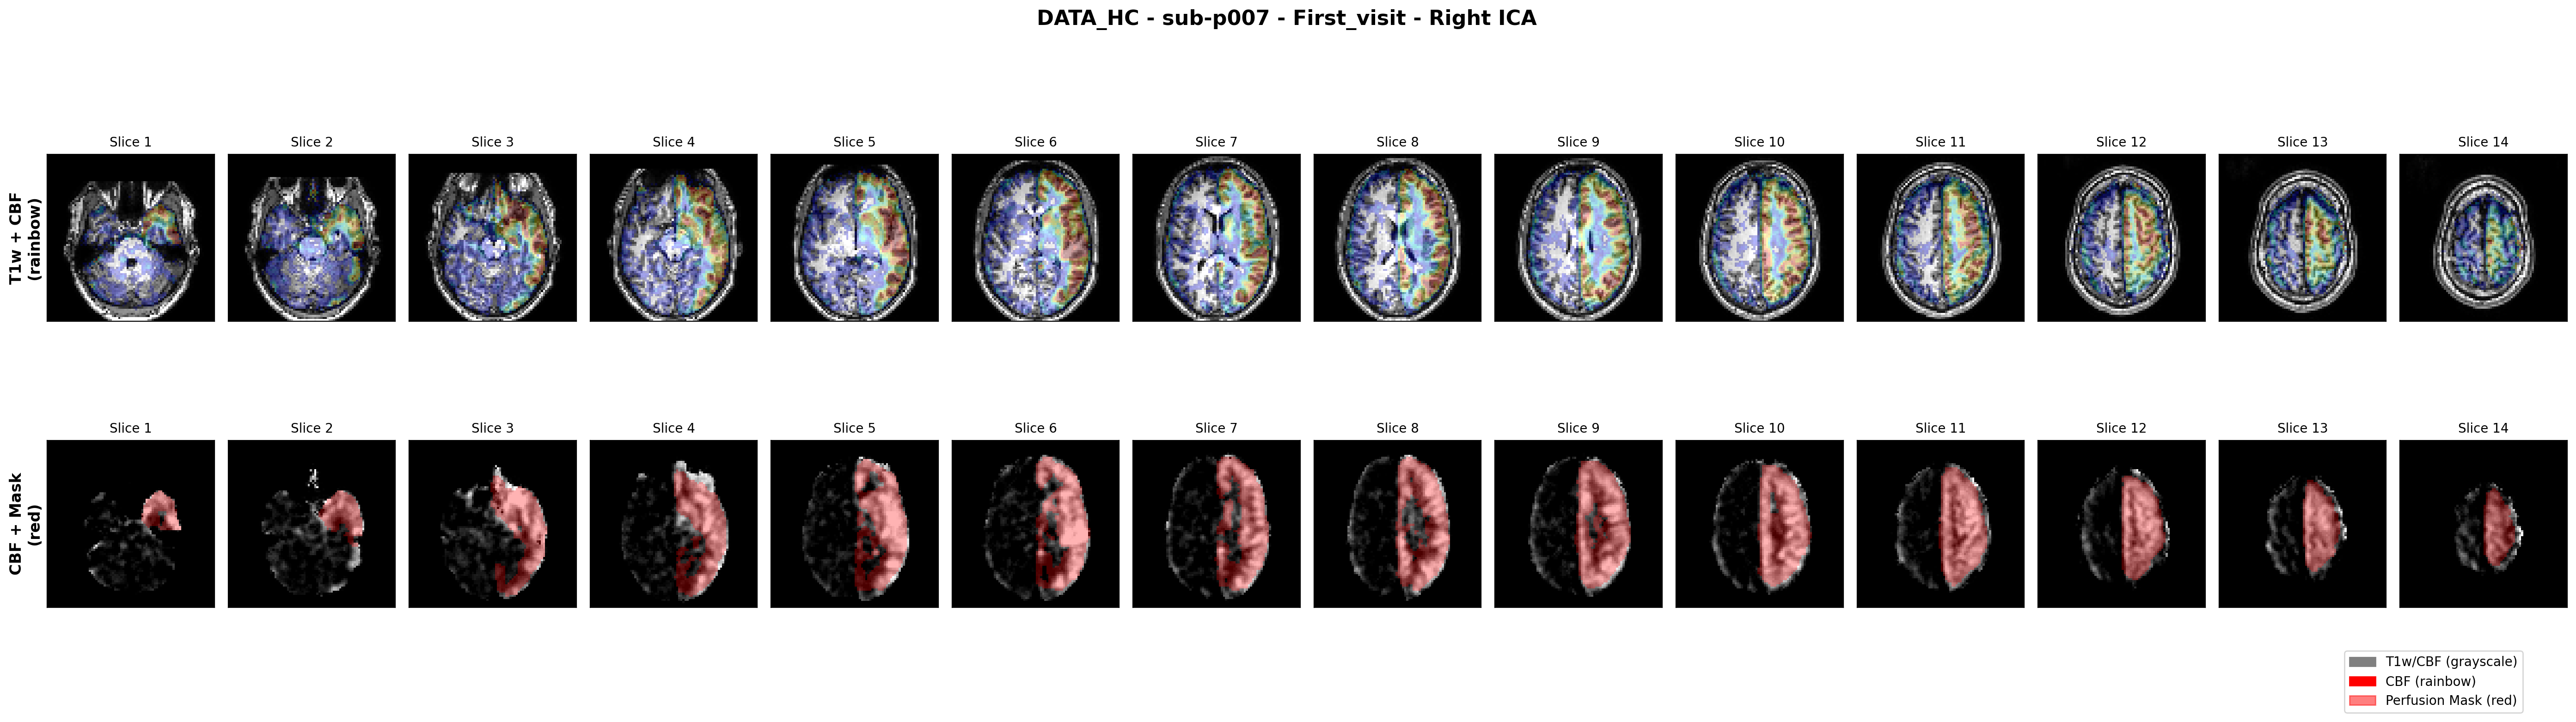 DATA_HC - sub-p007 - First_visit - Right ICA
Slice 1 Slice 2 Slice 3 Slice 4 Slice 5 Slice 6 Slice 7 Slice 8 Slice 9 Slice 10 Slice 11 Slice 12 Slice 13 Slice 14
T1w + CBF
(rainbow)
Slice 1 Slice 2 Slice 3 Slice 4 Slice 5 Slice 6 Slice 7 Slice 8 Slice 9 Slice 10 Slice 11 Slice 12 Slice 13 Slice 14
CBF + Mask
(red)
T1w/CBF (grayscale)
CBF (rainbow)
Perfusion Mask (red)